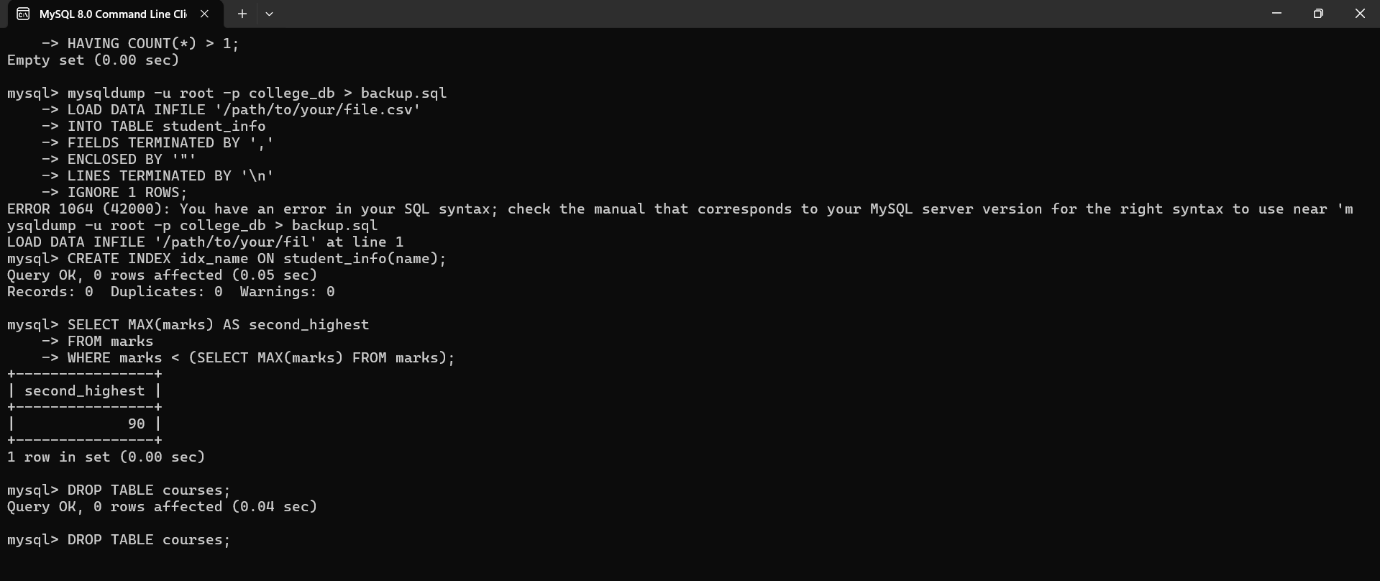 MySQL 8.0 Command Line Cli
-> HAVING COUNT(*) > 1;
Empty set (0.00 sec)
mysql> mysqldump -u root -p college_db > backup.sql
-> LOAD DATA INFILE '/path/to/your/file.csv'
-> INTO TABLE student_info
-> FIELDS TERMINATED BY ','
-> ENCLOSED BY '"'
-> LINES TERMINATED BY '\n'
-> IGNORE 1 ROWS;
ERROR 1064 (42000): You have an error in your SQL syntax; check the manual that corresponds to your MySQL server version for the right syntax to use near 'm
ysqldump -u root -p college_db > backup.sql
LOAD DATA INFILE '/path/to/your/fil' at line 1
mysql> CREATE INDEX idx_name ON student_info(name);
Query OK, 0 rows affected (0.05 sec)
Records: 0  Duplicates: 0  Warnings: 0
mysql> SELECT MAX(marks) AS second_highest
-> FROM marks
-> WHERE marks < (SELECT MAX(marks) FROM marks);
+----------------+
| second_highest |
+----------------+
|             90 |
+----------------+
1 row in set (0.00 sec)
mysql> DROP TABLE courses;
Query OK, 0 rows affected (0.04 sec)
mysql> DROP TABLE courses;